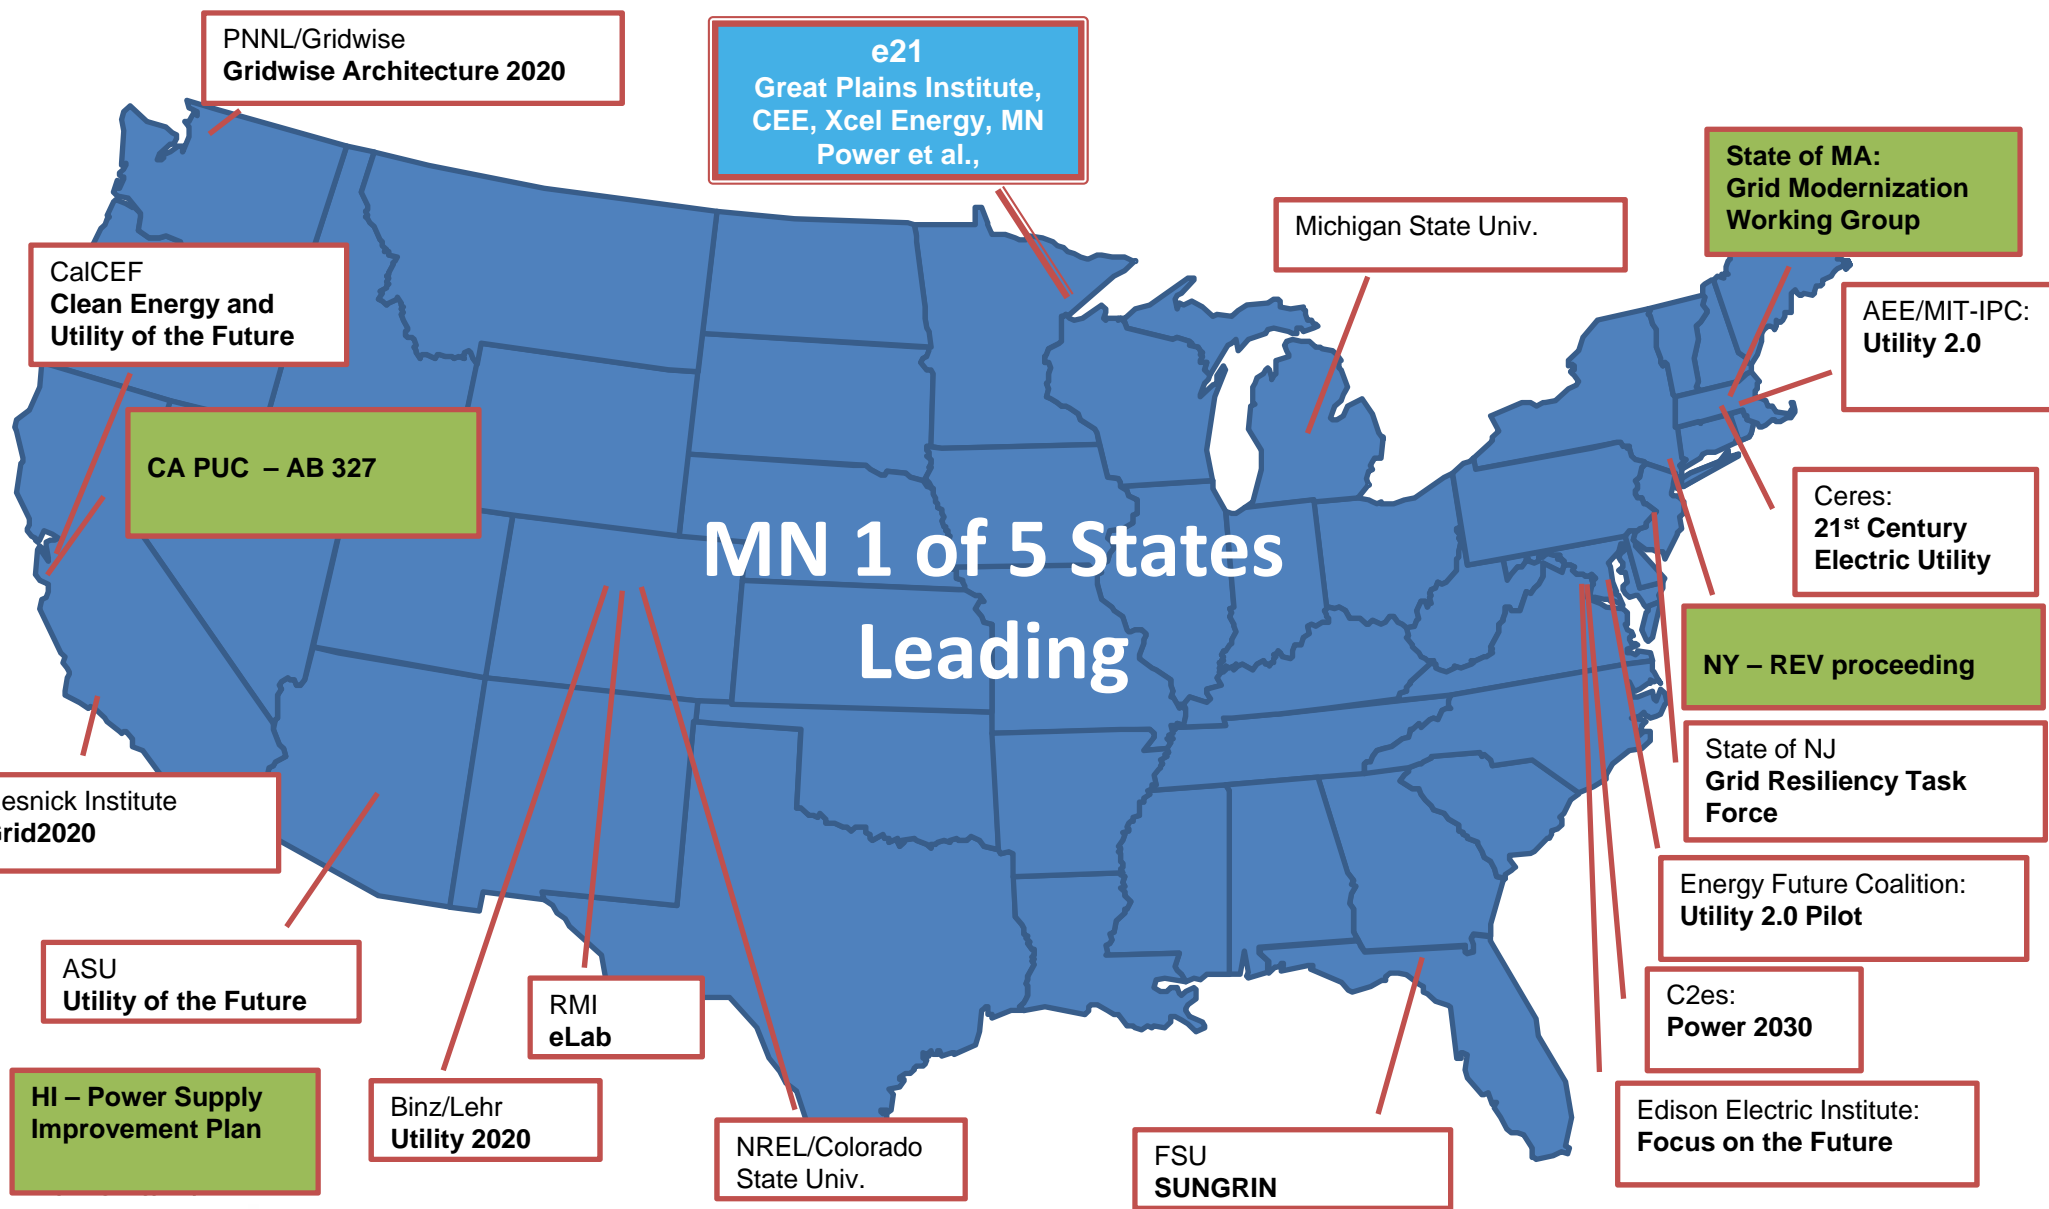 PNNL/Gridwise
Gridwise Architecture 2020
e21
Great Plains Institute,
CEE, Xcel Energy, MN
Power et al.,
State of MA:
Grid Modernization
Working Group
Michigan State Univ.
CalCEF
Clean Energy and
Utility of the Future
AEE/MIT-IPC:
Utility 2.0
CA PUC – AB 327
Ceres:
21st Century
Electric Utility
MN 1 of 5 States
Leading
NY – REV proceeding
State of NJ
Grid Resiliency Task
Force
esnick Institute
rid2020
Energy Future Coalition:
Utility 2.0 Pilot
ASU
Utility of the Future
RMI
eLab
C2es:
Power 2030
HI – Power Supply
Improvement Plan
Binz/Lehr
Utility 2020
NREL/Colorado
State Univ.
FSU
SUNGRIN
Edison Electric Institute:
Focus on the Future